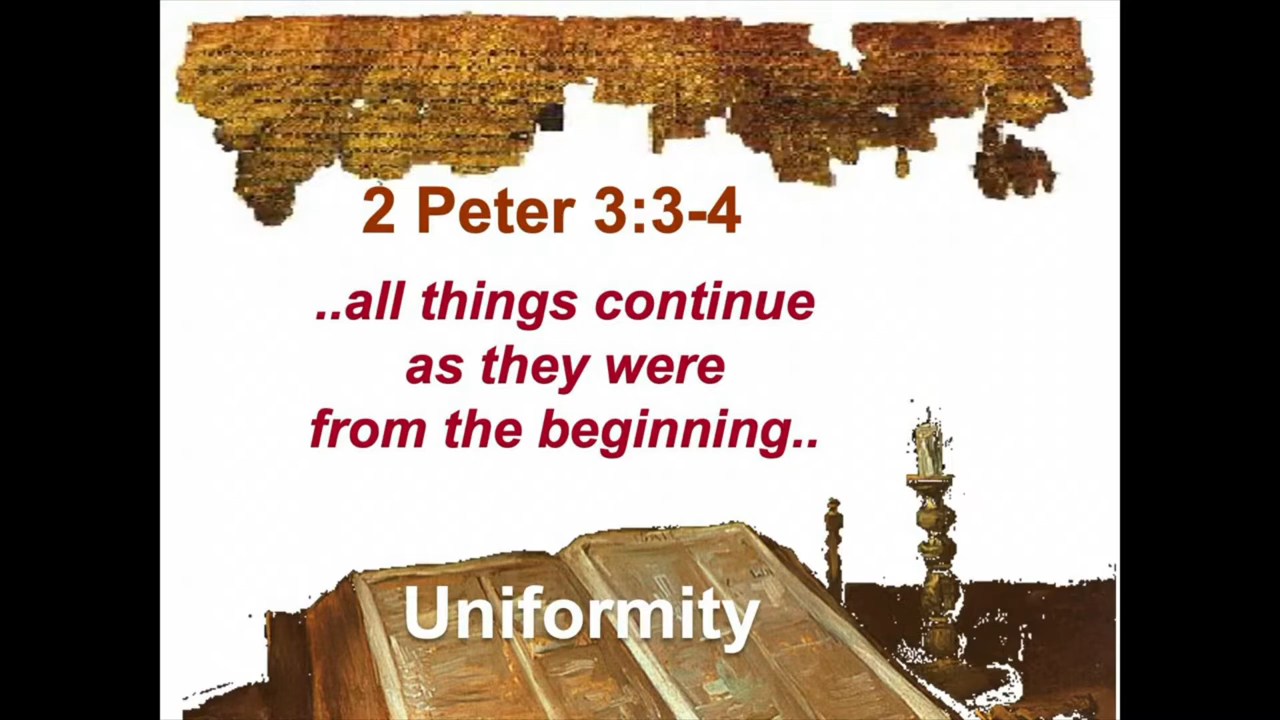 2 Peter 3:3-4
..all things continue
as they were
from the beginning..
Uniformity